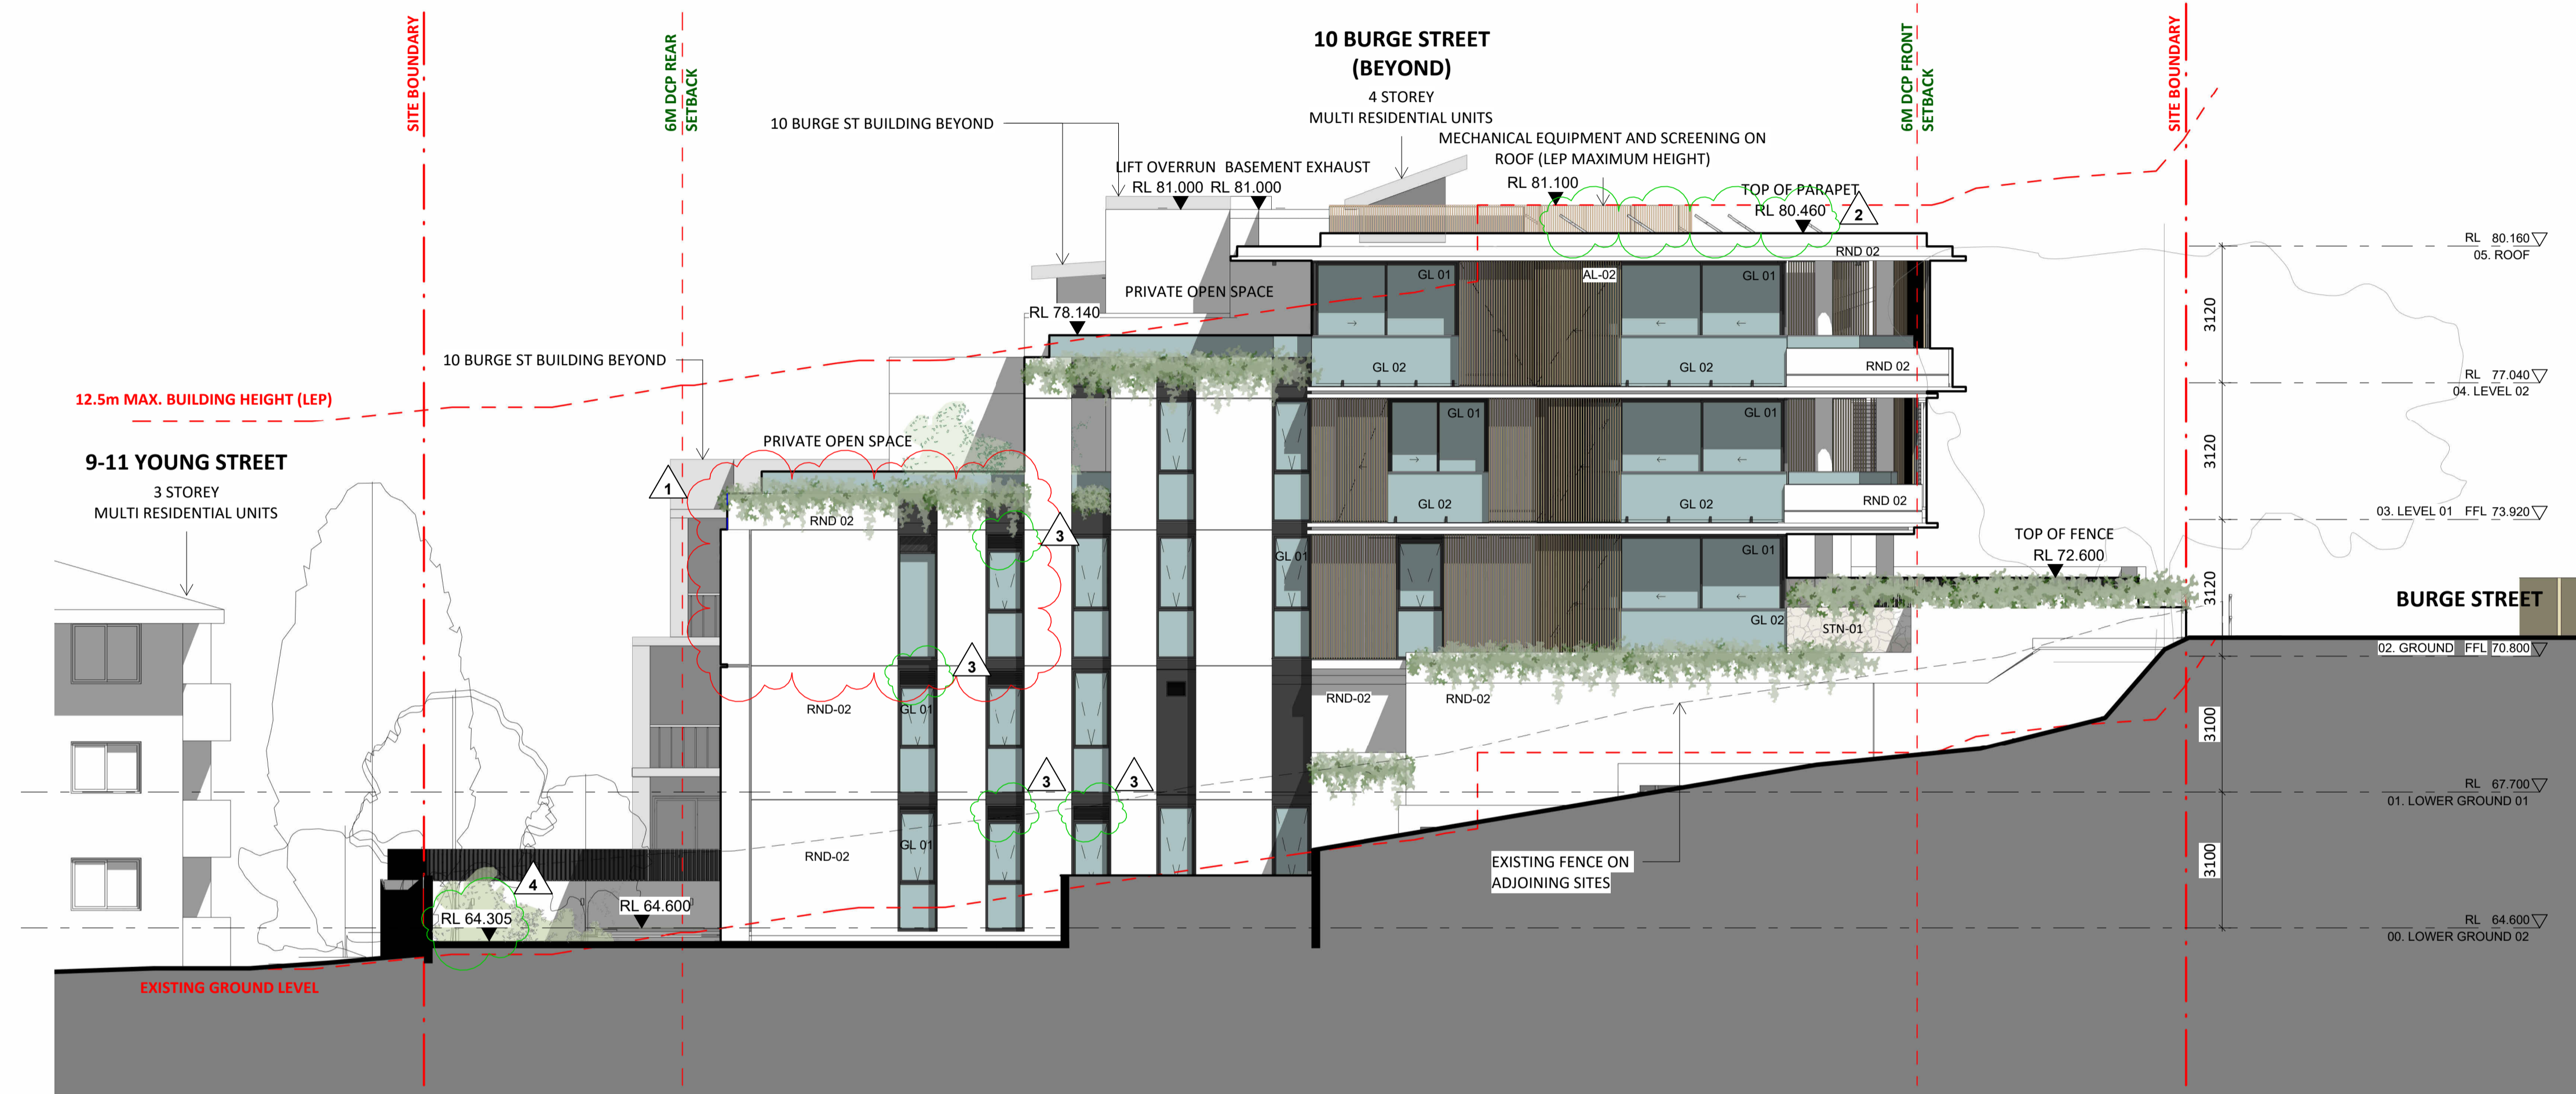 SITE BOUNDARY
6M DCP REAR
SETBACK
10 BURGE STREET
(BEYOND)
4 STOREY
MULTI RESIDENTIAL UNITS
6M DCP FRONT
SETBACK
SITE BOUNDARY
10 BURGE ST BUILDING BEYOND
MECHANICAL EQUIPMENT AND SCREENING ON
ROOF (LEP MAXIMUM HEIGHT)
LIFT OVERRUN BASEMENT EXHAUST
RL 81.000 RL 81.000
RL 81.100
TOP OF PARAPET
RL 80.460
2
RND 02
RL 80.160
05. ROOF
GL 01
AL-02
GL 01
PRIVATE OPEN SPACE
RL 78.140
3120
10 BURGE ST BUILDING BEYOND
GL 02
GL 02
RND 02
RL 77.040
04. LEVEL 02
12.5m MAX. BUILDING HEIGHT (LEP)
GL 01
GL 01
PRIVATE OPEN SPACE
3120
9-11 YOUNG STREET
3 STOREY
MULTI RESIDENTIAL UNITS
1
RND 02
GL 02
GL 02
RND 02
03. LEVEL 01 FFL 73.920
3
GL 01
GL 01
TOP OF FENCE
RL 72.600
3120
BURGE STREET
GL 02
STN-01
02. GROUND FFL 70.800
3
RND-02
GL 01
RND-02
RND-02
3100
3
3
RL 67.700
01. LOWER GROUND 01
RND-02
GL 01
EXISTING FENCE ON
ADJOINING SITES
3100
4
RL 64.305
RL 64.600
RL 64.600
00. LOWER GROUND 02
EXISTING GROUND LEVEL